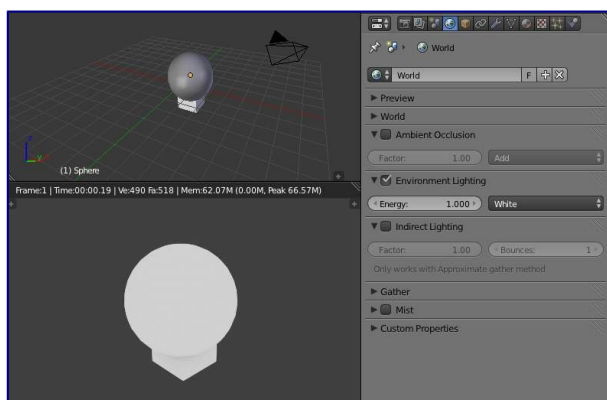 World
World
F
Preview
World
Ambient Occlusion
Factor: 1.00
Add
(1) Sphere
Environment Lighting
Frame:1 | Time:00:00.19 | Ve:490 Fa:518 | Mem:62.07M (0.00M, Peak 66.57M)
Energy: 1.000
White
Indirect Lighting
Factor: 1.00
Bounces: 1
Only works with Approximate gather method
Gather
Mist
Custom Properties